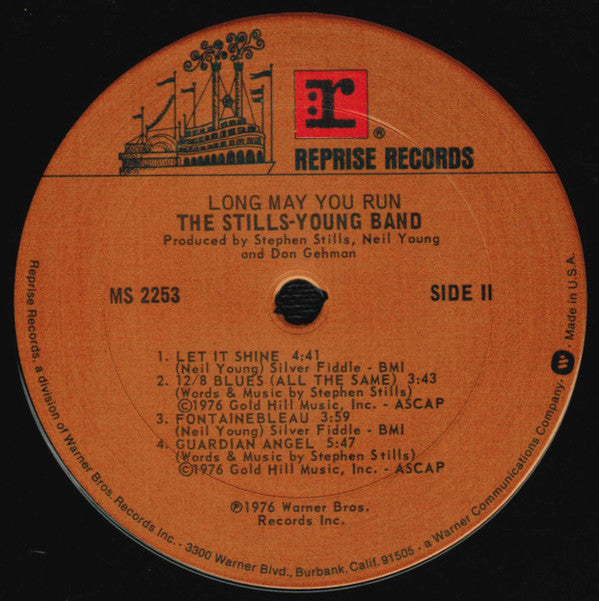 r
®
REPRISE RECORDS
LONG MAY YOU RUN
THE STILLS-YOUNG BAND
Produced by Stephen Stills, Neil Young
and Don Gehman
MS 2253
SIDE II
1. LET IT SHINE 4:41
(Neil Young) Silver Fiddle - BMI
2. 12/8 BLUES (ALL THE SAME) 3:43
(Words & Music by Stephen Stills)
©1976 Gold Hill Music, Inc. - ASCAP
3. FONTAINEBLEAU 3:59
(Neil Young) Silver Fiddle - BMI
4. GUARDIAN ANGEL 5:47
(Words & Music by Stephen Stills)
©1976 Gold Hill Music, Inc. - ASCAP
℗1976 Warner Bros.
Records Inc.
Reprise Records, a division of Warner Bros. Records Inc. - 3300 Warner Blvd., Burbank, Calif. 91505 - a Warner Communications Company. Made in U.S.A.